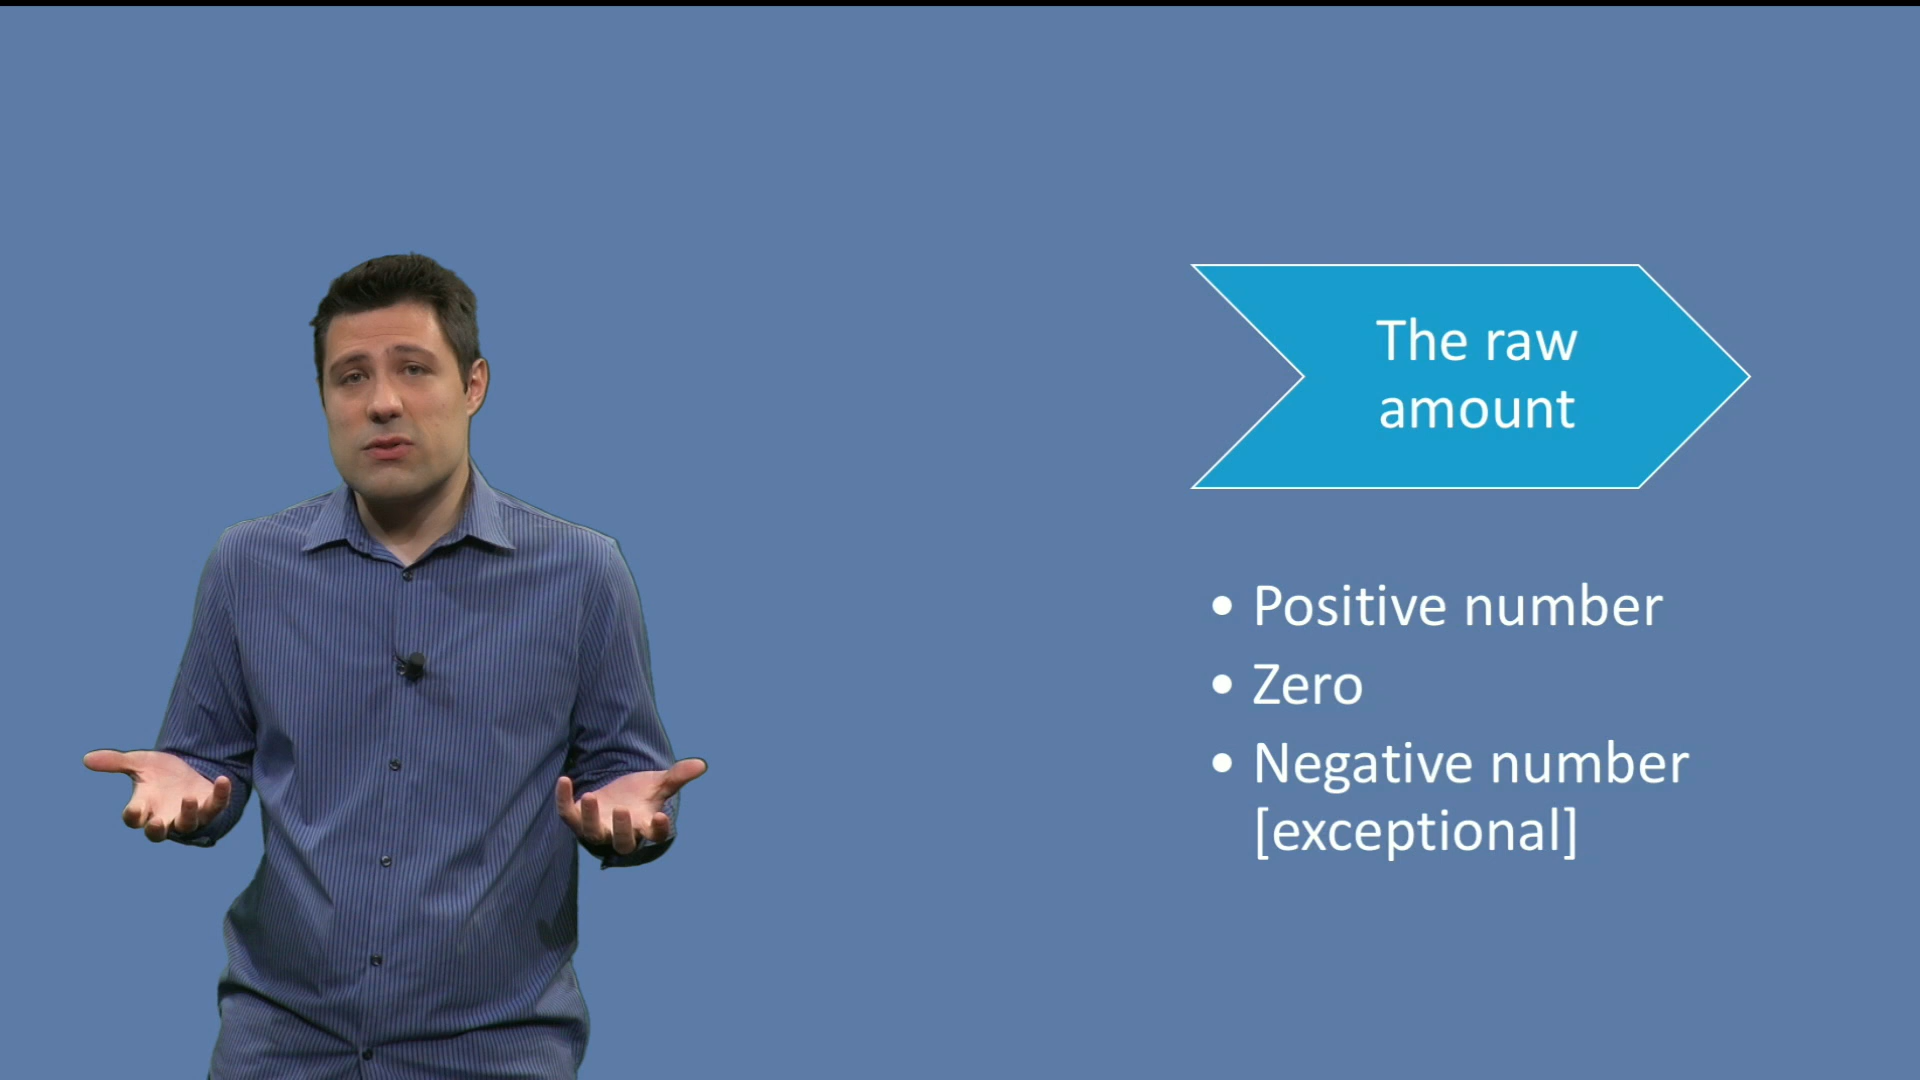 The raw
amount
• Positive number
• Zero
• Negative number
[exceptional]